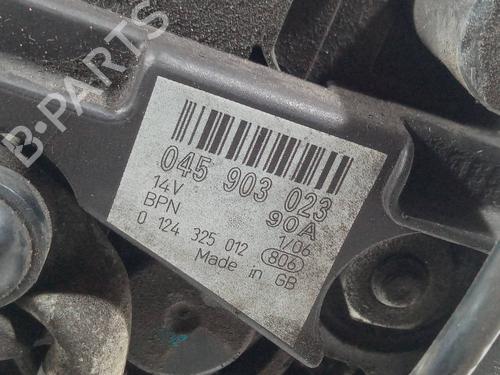 B-PARTS
045 903 023
14V 90A
BPN 1/06
0 124 325 012 806
Made in GB